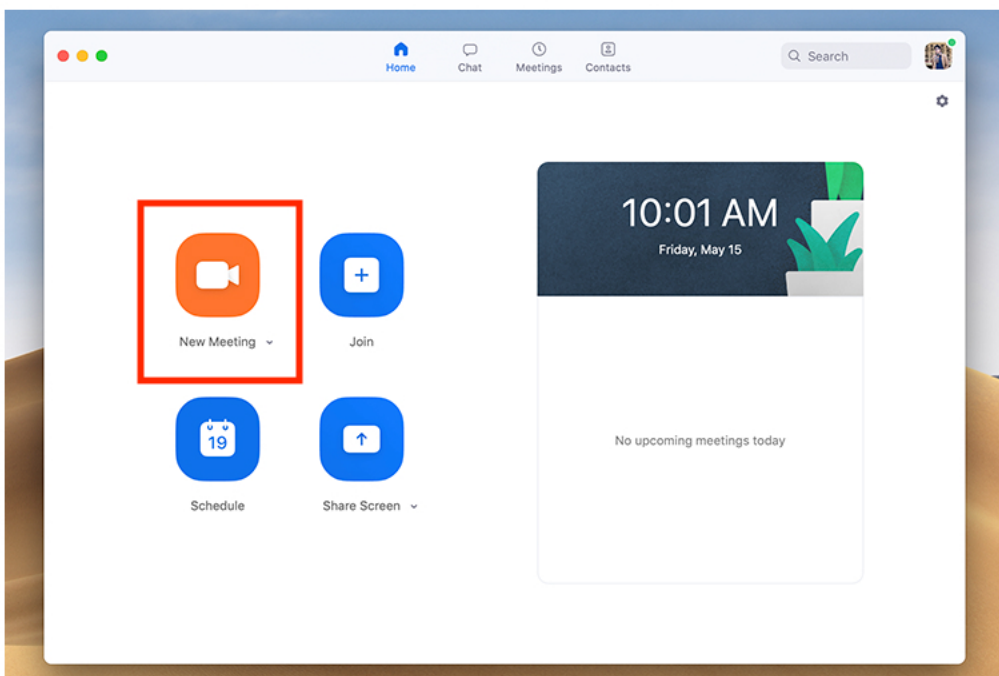 Home
Chat
Meetings
Contacts
Search
10:01 AM
Friday, May 15
New Meeting
Join
19
Schedule
Share Screen
No upcoming meetings today